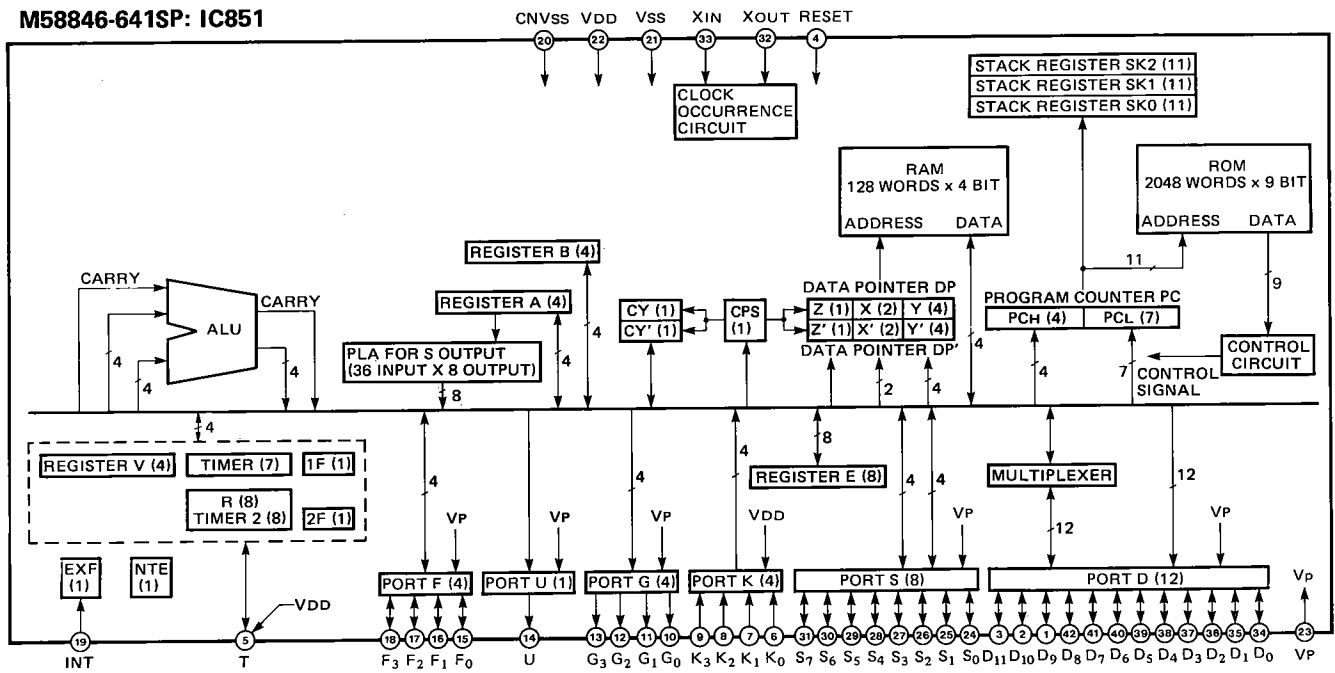 M58846-641SP: IC851
CNVSS VDD VSS XIN XOUT RESET
20 22 21 33 32 4
CLOCK
OCCURRENCE
CIRCUIT
STACK REGISTER SK2 (11)
STACK REGISTER SK1 (11)
STACK REGISTER SK0 (11)
RAM
128 WORDS x 4 BIT
ADDRESS DATA
ROM
2048 WORDS x 9 BIT
ADDRESS DATA
11
9
REGISTER B (4)
REGISTER A (4)
PLA FOR S OUTPUT
(36 INPUT X 8 OUTPUT)
8
4
4
CARRY
ALU
CARRY
4
4
4
CY (1)
CY' (1)
CPS
(1)
DATA POINTER DP
Z (1) X (2) Y (4)
Z' (1) X' (2) Y' (4)
DATA POINTER DP'
2
4
4
PROGRAM COUNTER PC
PCH (4) PCL (7)
4
7
CONTROL
SIGNAL
CONTROL
CIRCUIT
4
REGISTER V (4) TIMER (7) 1F (1)
R (8)
TIMER 2 (8)
2F (1)
EXF
(1)
NTE
(1)
VDD
4
VP
PORT F (4)
VP
PORT U (1)
4
VP
PORT G (4)
4
VDD
PORT K (4)
8
REGISTER E (8)
4
4
VP
PORT S (8)
MULTIPLEXER
12
12
VP
PORT D (12)
VP
19 5 18 17 16 15 14 13 12 11 10 9 8 7 6 31 30 29 28 27 26 25 24 3 2 1 42 41 40 39 38 37 36 35 34 23
INT T F3 F2 F1 F0 U G3 G2 G1 G0 K3 K2 K1 K0 S7 S6 S5 S4 S3 S2 S1 S0 D11 D10 D9 D8 D7 D6 D5 D4 D3 D2 D1 D0 VP